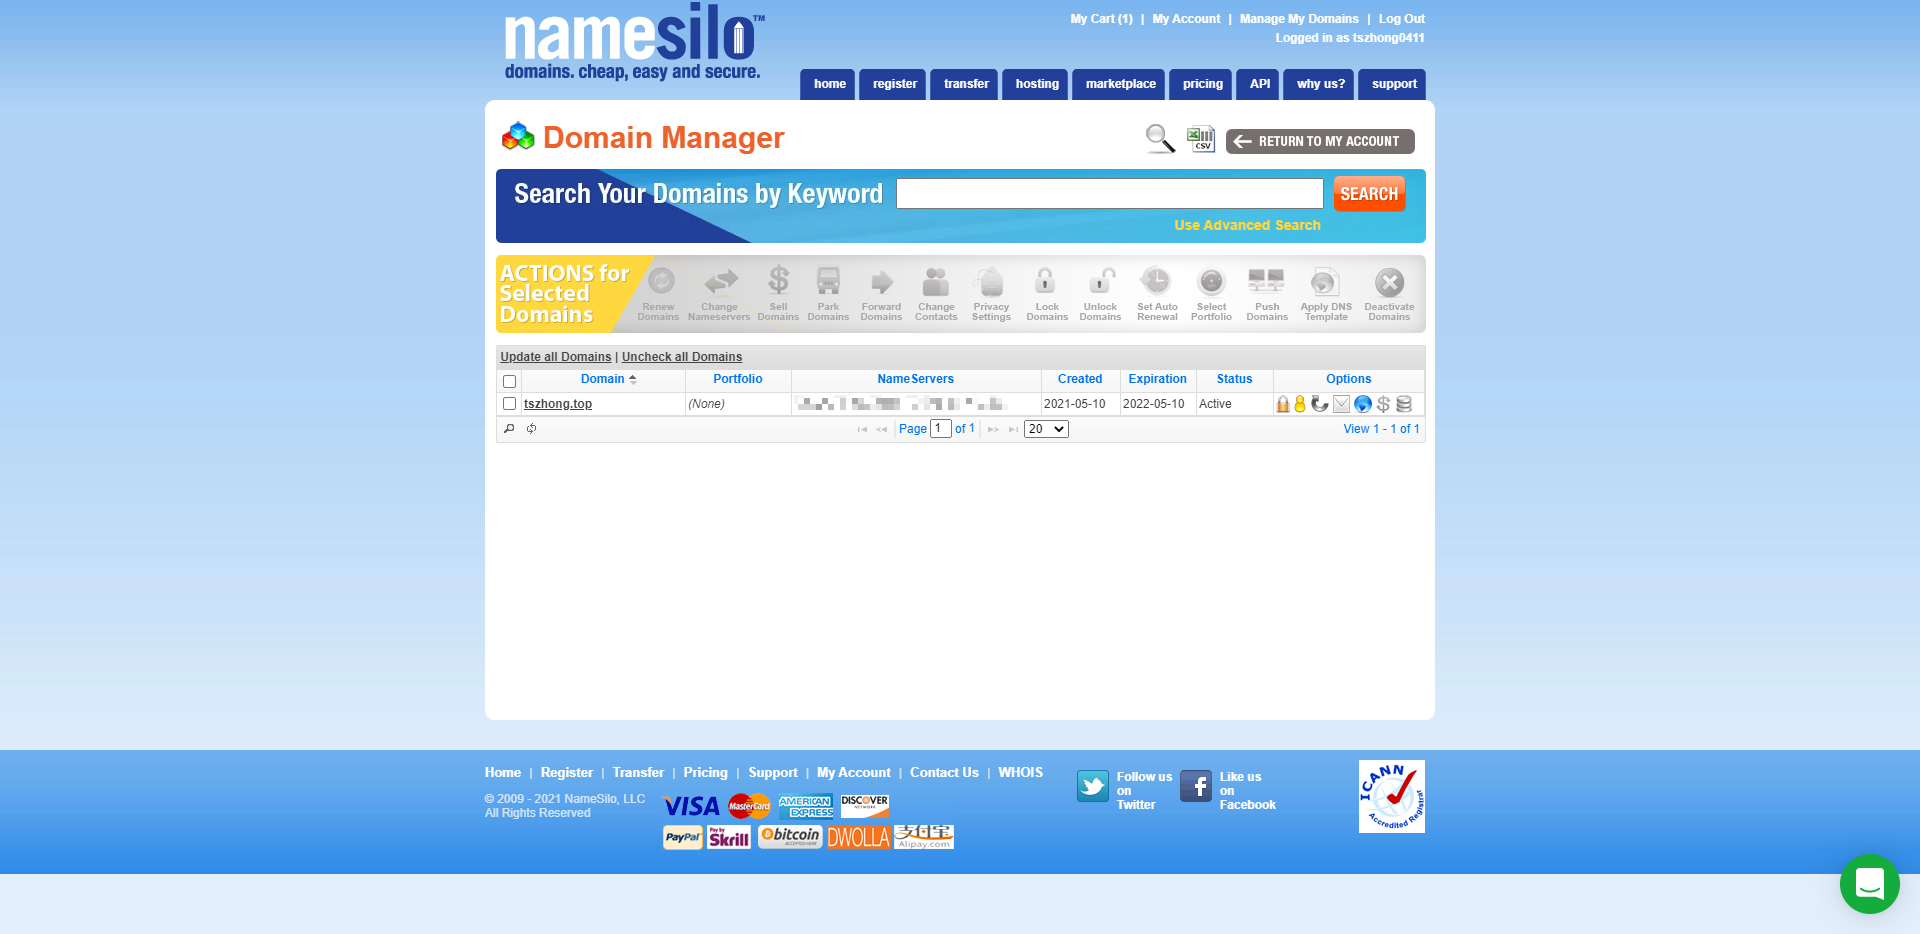 namesilo™
domains. cheap, easy and secure.
My Cart (1) | My Account | Manage My Domains | Log Out
Logged in as tszhong0411
home register transfer hosting marketplace pricing API why us? support
Domain Manager
CSV
RETURN TO MY ACCOUNT
Search Your Domains by Keyword
SEARCH
Use Advanced Search
ACTIONS for
Selected
Domains
Renew Domains
Change Nameservers
Sell Domains
Park Domains
Forward Domains
Change Contacts
Privacy Settings
Lock Domains
Unlock Domains
Set Auto Renewal
Select Portfolio
Push Domains
Apply DNS Template
Deactivate Domains
Update all Domains | Uncheck all Domains
Domain Portfolio NameServers Created Expiration Status Options
tszhong.top (None) 2021-05-10 2022-05-10 Active
Page 1 of 1 20 View 1 - 1 of 1
Home | Register | Transfer | Pricing | Support | My Account | Contact Us | WHOIS
© 2009 - 2021 NameSilo, LLC
All Rights Reserved
VISA MasterCard AMERICAN EXPRESS DISCOVER NETWORK
PayPal Pay by Skrill bitcoin ACCEPTED HERE DWOLLA 支付宝 Alipay.com
Follow us
on
Twitter
Like us
on
Facebook
ICANN
Accredited Registrar